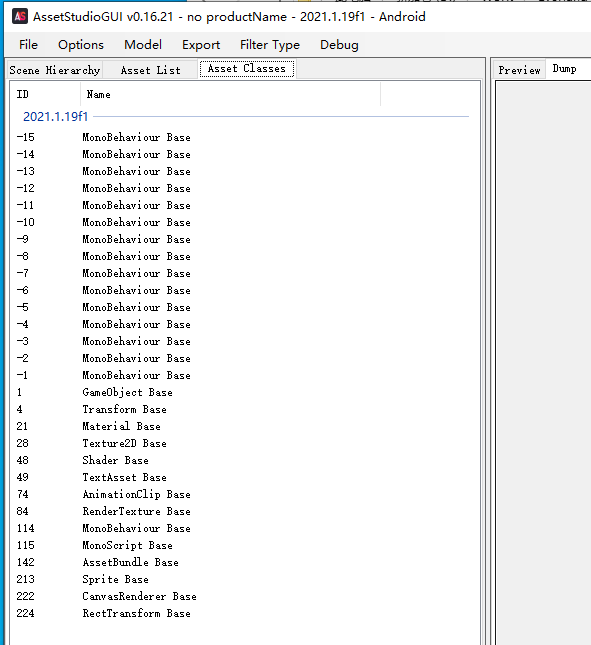 AssetStudioGUI v0.16.21 - no productName - 2021.1.19f1 - Android
File Options Model Export Filter Type Debug
Scene Hierarchy Asset List Asset Classes Preview Dump
ID Name
2021.1.19f1
-15 MonoBehaviour Base
-14 MonoBehaviour Base
-13 MonoBehaviour Base
-12 MonoBehaviour Base
-11 MonoBehaviour Base
-10 MonoBehaviour Base
-9 MonoBehaviour Base
-8 MonoBehaviour Base
-7 MonoBehaviour Base
-6 MonoBehaviour Base
-5 MonoBehaviour Base
-4 MonoBehaviour Base
-3 MonoBehaviour Base
-2 MonoBehaviour Base
-1 MonoBehaviour Base
1 GameObject Base
4 Transform Base
21 Material Base
28 Texture2D Base
48 Shader Base
49 TextAsset Base
74 AnimationClip Base
84 RenderTexture Base
114 MonoBehaviour Base
115 MonoScript Base
142 AssetBundle Base
213 Sprite Base
222 CanvasRenderer Base
224 RectTransform Base